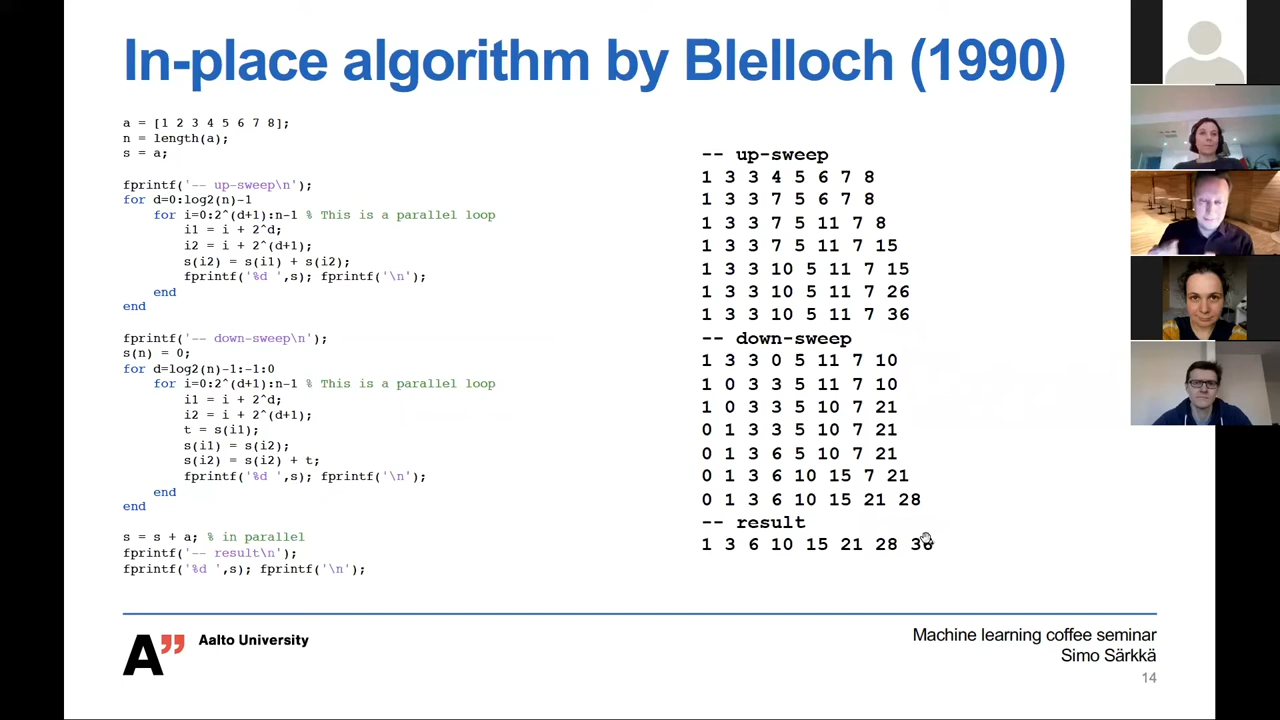 In-place algorithm by Blelloch (1990)
a = [1 2 3 4 5 6 7 8];
n = length(a);
s = a;
fprintf('-- up-sweep\n');
for d=0:log2(n)-1
for i=0:2^(d+1):n-1 % This is a parallel loop
i1 = i + 2^d;
i2 = i + 2^(d+1);
s(i2) = s(i1) + s(i2);
fprintf('%d ',s); fprintf('\n');
end
end
fprintf('-- down-sweep\n');
s(n) = 0;
for d=log2(n)-1:-1:0
for i=0:2^(d+1):n-1 % This is a parallel loop
i1 = i + 2^d;
i2 = i + 2^(d+1);
t = s(i1);
s(i1) = s(i2);
s(i2) = s(i2) + t;
fprintf('%d ',s); fprintf('\n');
end
end
s = s + a; % in parallel
fprintf('-- result\n');
fprintf('%d ',s); fprintf('\n');
-- up-sweep
1 3 3 4 5 6 7 8
1 3 3 7 5 6 7 8
1 3 3 7 5 11 7 8
1 3 3 7 5 11 7 15
1 3 3 10 5 11 7 15
1 3 3 10 5 11 7 26
1 3 3 10 5 11 7 36
-- down-sweep
1 3 3 0 5 11 7 10
1 0 3 3 5 11 7 10
1 0 3 3 5 10 7 21
0 1 3 3 5 10 7 21
0 1 3 6 5 10 7 21
0 1 3 6 10 15 7 21
0 1 3 6 10 15 21 28
-- result
1 3 6 10 15 21 28 36
A
Aalto University
Machine learning coffee seminar
Simo Särkkä
14